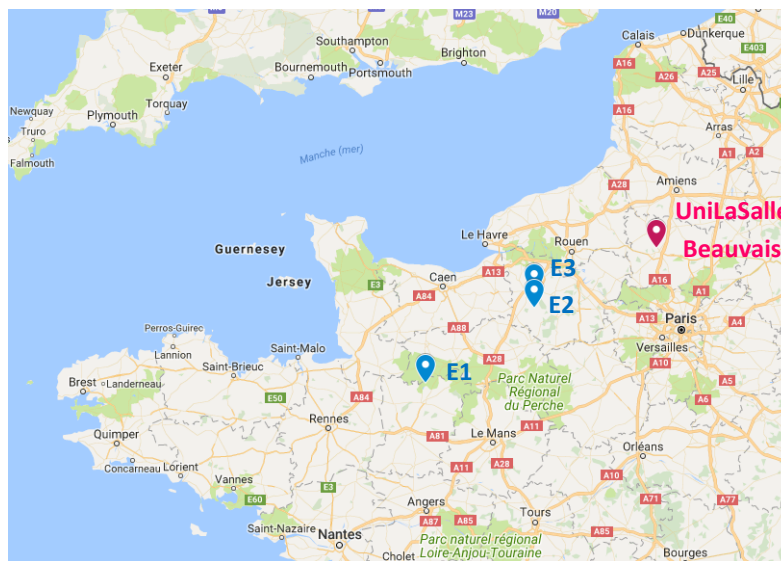 M5
M23
M20
E40
Southampton
Calais
Dunkerque
E403
Exeter
Bournemouth
Portsmouth
Brighton
A16
A25
A26
Lille
Newquay
Torquay
Plymouth
Truro
Falmouth
A16
Arras
A1
A2
Manche (mer)
A28
Amiens
UniLaSalle
Beauvais
Guernesey
Le Havre
Rouen
Jersey
Caen
A13
E3
A16
A1
E3
A84
E2
A13
Paris
A4
Perros-Guirec
Lannion
Saint-Malo
A88
Versailles
A10
Brest
Landerneau
Saint-Brieuc
E1
A28
Parc Naturel
Régional
du Perche
A5
A6
E50
A84
Rennes
A11
Quimper
A81
Le Mans
Orléans
Concarneau
Lorient
Vannes
E3
A11
A28
A10
A71
A77
E60
Angers
Saint-Nazaire
Nantes
A87
A85
Tours
A85
Parc naturel régional
Loire-Anjou-Touraine
Cholet
Bourges